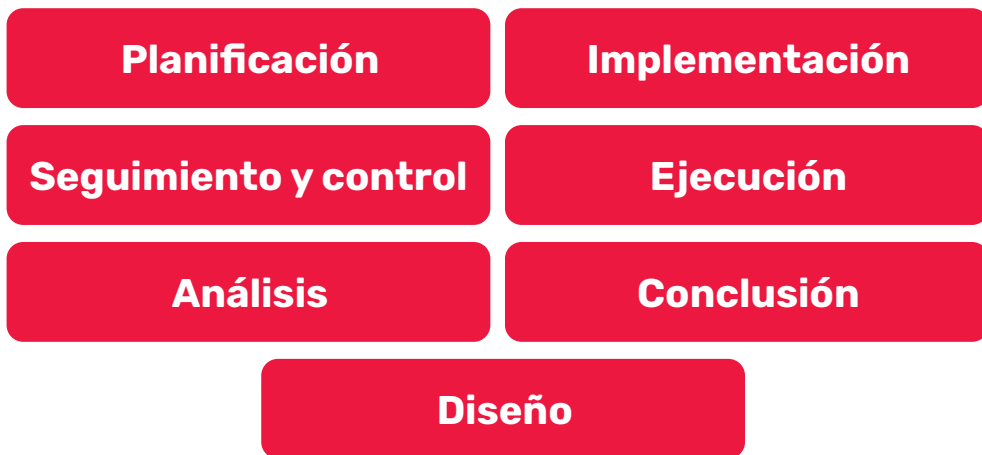 Planificación
Implementación
Seguimiento y control
Ejecución
Análisis
Conclusión
Diseño